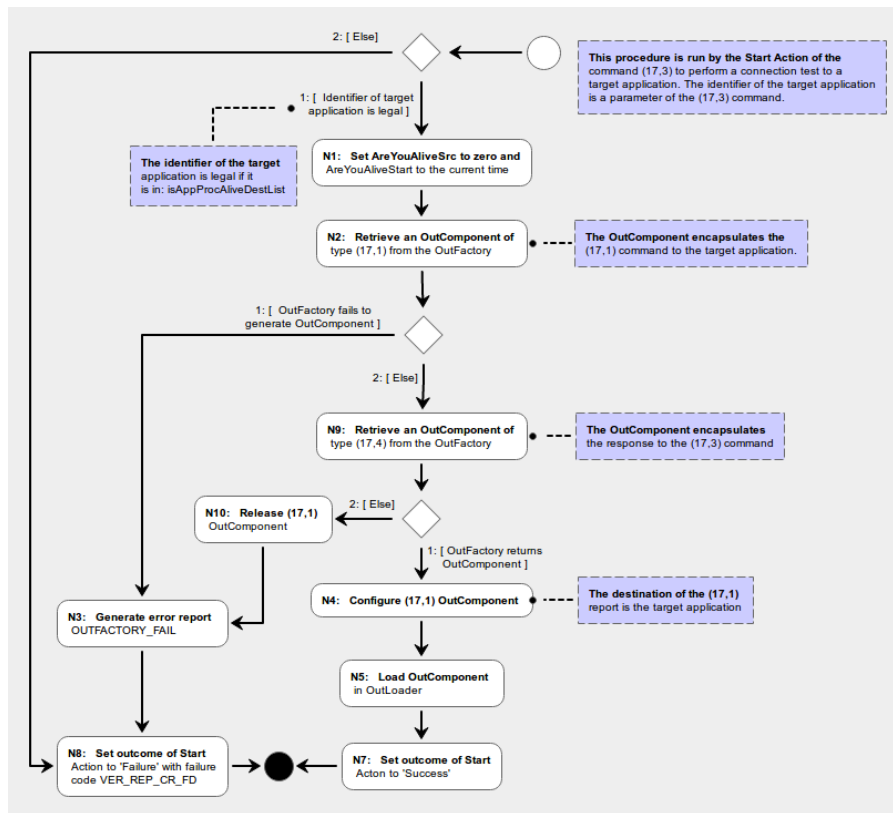 2: [ Else]
This procedure is run by the Start Action of the
command (17,3) to perform a connection test to a
target application. The identifier of the target application
is a parameter of the (17,3) command.
1: [  Identifier of target
application is legal ]
The identifier of the target
application is legal if it
is in: isAppProcAliveDestList
N1:   Set AreYouAliveSrc to zero and
AreYouAliveStart to the current time
N2:   Retrieve an OutComponent of
type (17,1) from the OutFactory
The OutComponent encapsulates the
(17,1) command to the target application.
1: [  OutFactory fails to
generate OutComponent ]
2: [ Else]
N9:   Retrieve an OutComponent of
type (17,4) from the OutFactory
The OutComponent encapsulates
the response to the (17,3) command
N10:   Release (17,1)
OutComponent
2: [ Else]
1: [ OutFactory returns
OutComponent ]
N4:   Configure (17,1) OutComponent
The destination of the (17,1)
report is the target application
N3:   Generate error report
OUTFACTORY_FAIL
N5:   Load OutComponent
in OutLoader
N8:   Set outcome of Start
Action to 'Failure' with failure
code VER_REP_CR_FD
N7:   Set outcome of Start
Acton to 'Success'